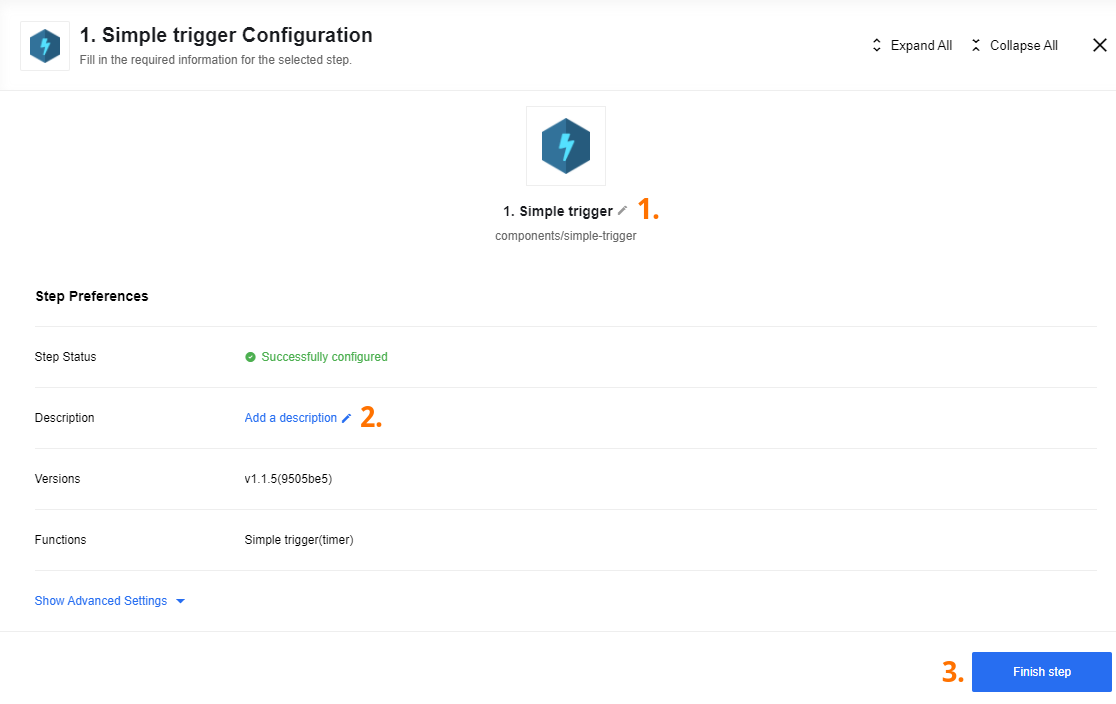 1. Simple trigger Configuration
Fill in the required information for the selected step.
Expand All
Collapse All
1. Simple trigger
1.
components/simple-trigger
Step Preferences
Step Status
Successfully configured
Description
Add a description
2.
Versions
v1.1.5(9505be5)
Functions
Simple trigger(timer)
Show Advanced Settings
3.
Finish step